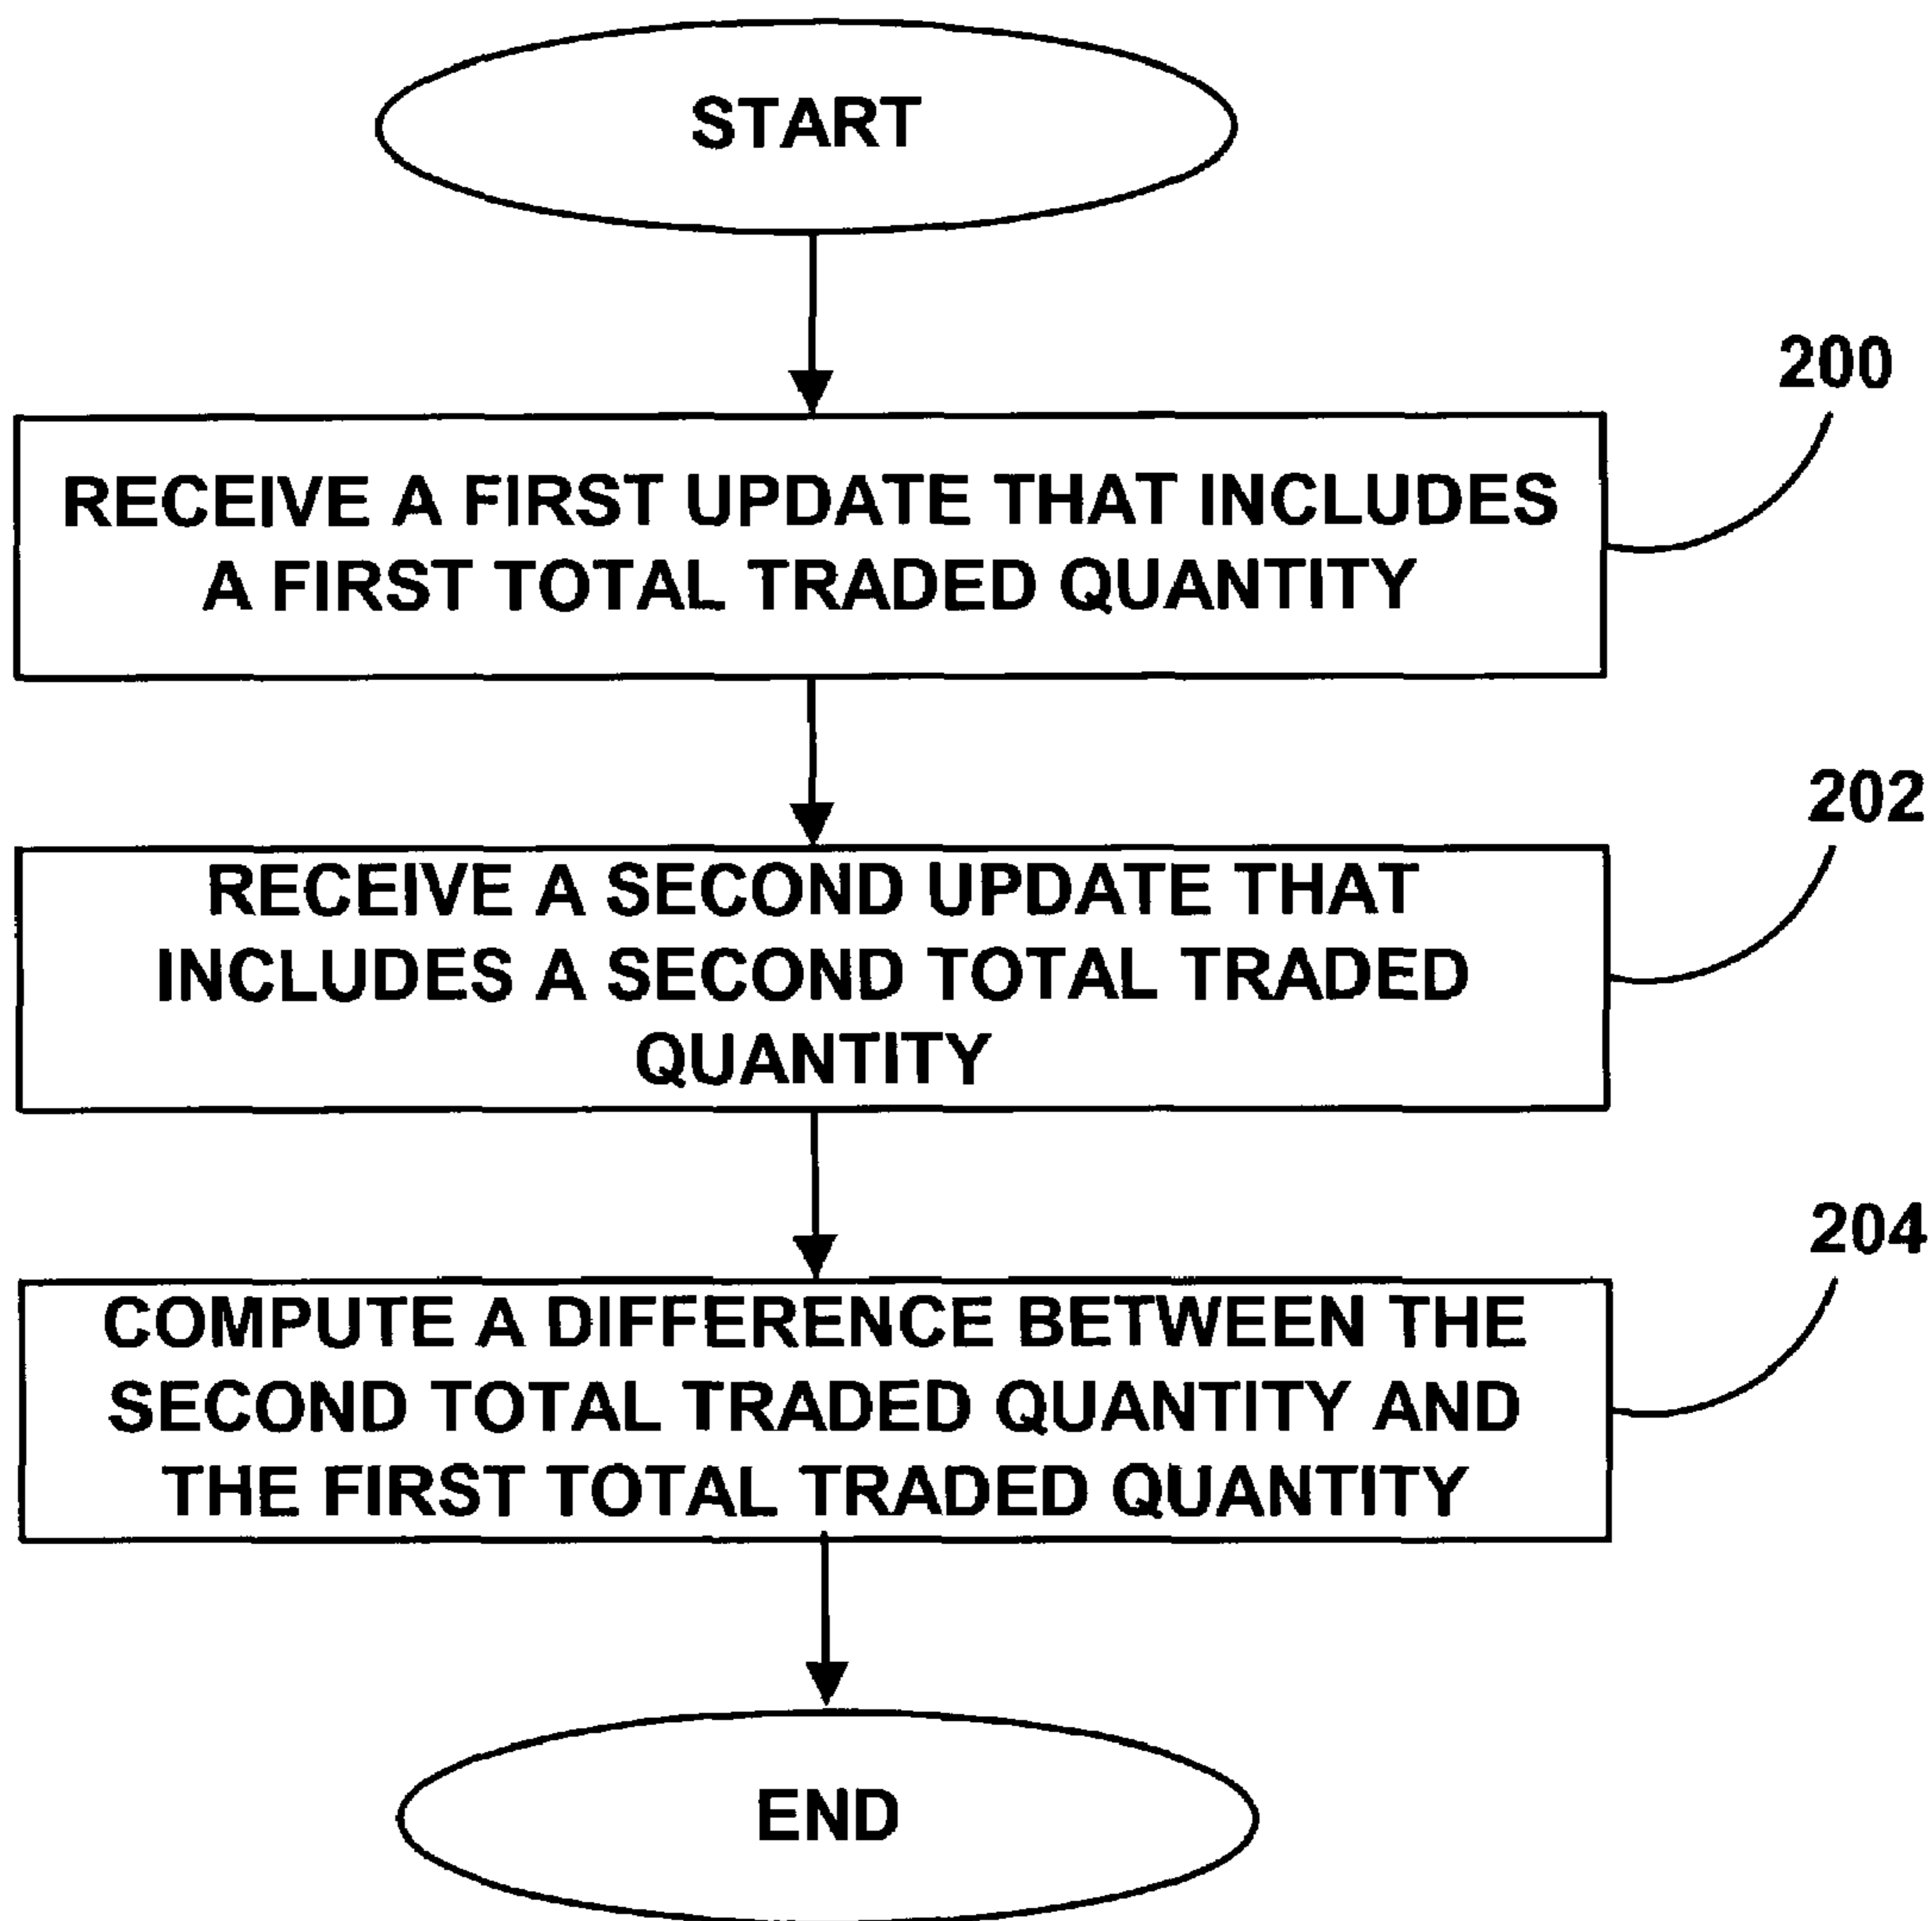 START
200
RECEIVE A FIRST UPDATE THAT INCLUDES
A FIRST TOTAL TRADED QUANTITY
202
RECEIVE A SECOND UPDATE THAT
INCLUDES A SECOND TOTAL TRADED
QUANTITY
204
COMPUTE A DIFFERENCE BETWEEN THE
SECOND TOTAL TRADED QUANTITY AND
THE FIRST TOTAL TRADED QUANTITY
END